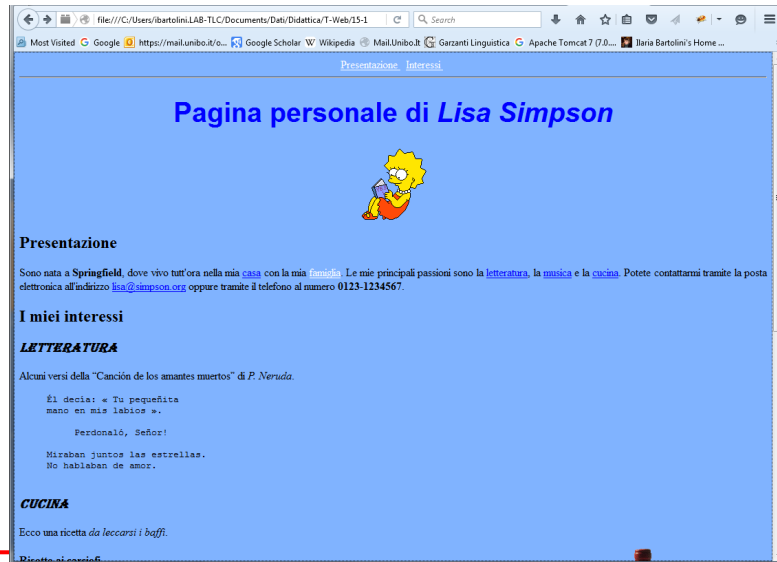 file:///C:/Users/ibartolini.LAB-TLC/Documents/Dati/Didattica/T-Web/15-1
Search
Most Visited Google https://mail.unibo.it/o... Google Scholar Wikipedia Mail.Unibo.It Garzanti Linguistica Apache Tomcat 7 (7.0.... Ilaria Bartolini's Home ...
Presentazione Interessi
Pagina personale di Lisa Simpson
Presentazione
Sono nata a Springfield, dove vivo tutt'ora nella mia casa con la mia famiglia. Le mie principali passioni sono la letteratura, la musica e la cucina. Potete contattarmi tramite la posta
elettronica all'indirizzo lisa@simpson.org oppure tramite il telefono al numero 0123-1234567.
I miei interessi
LETTERATURA
Alcuni versi della “Canción de los amantes muertos” di P. Neruda.
Él decía: « Tu pequeñita
mano en mis labios ».
Perdonaló, Señor!
Miraban juntos las estrellas.
No hablaban de amor.
CUCINA
Ecco una ricetta da leccarsi i baffi.
Risotto ai carciofi